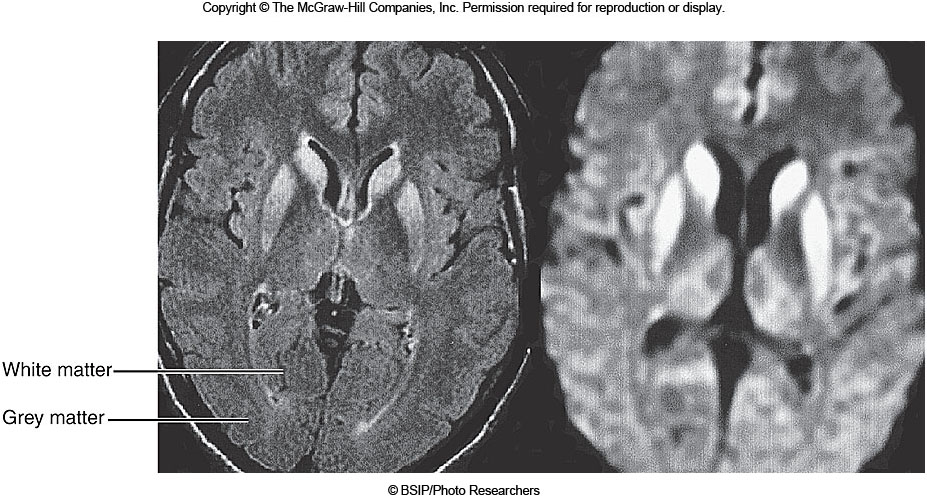 Copyright © The McGraw-Hill Companies, Inc. Permission required for reproduction or display.
White matter
Grey matter
© BSIP/Photo Researchers